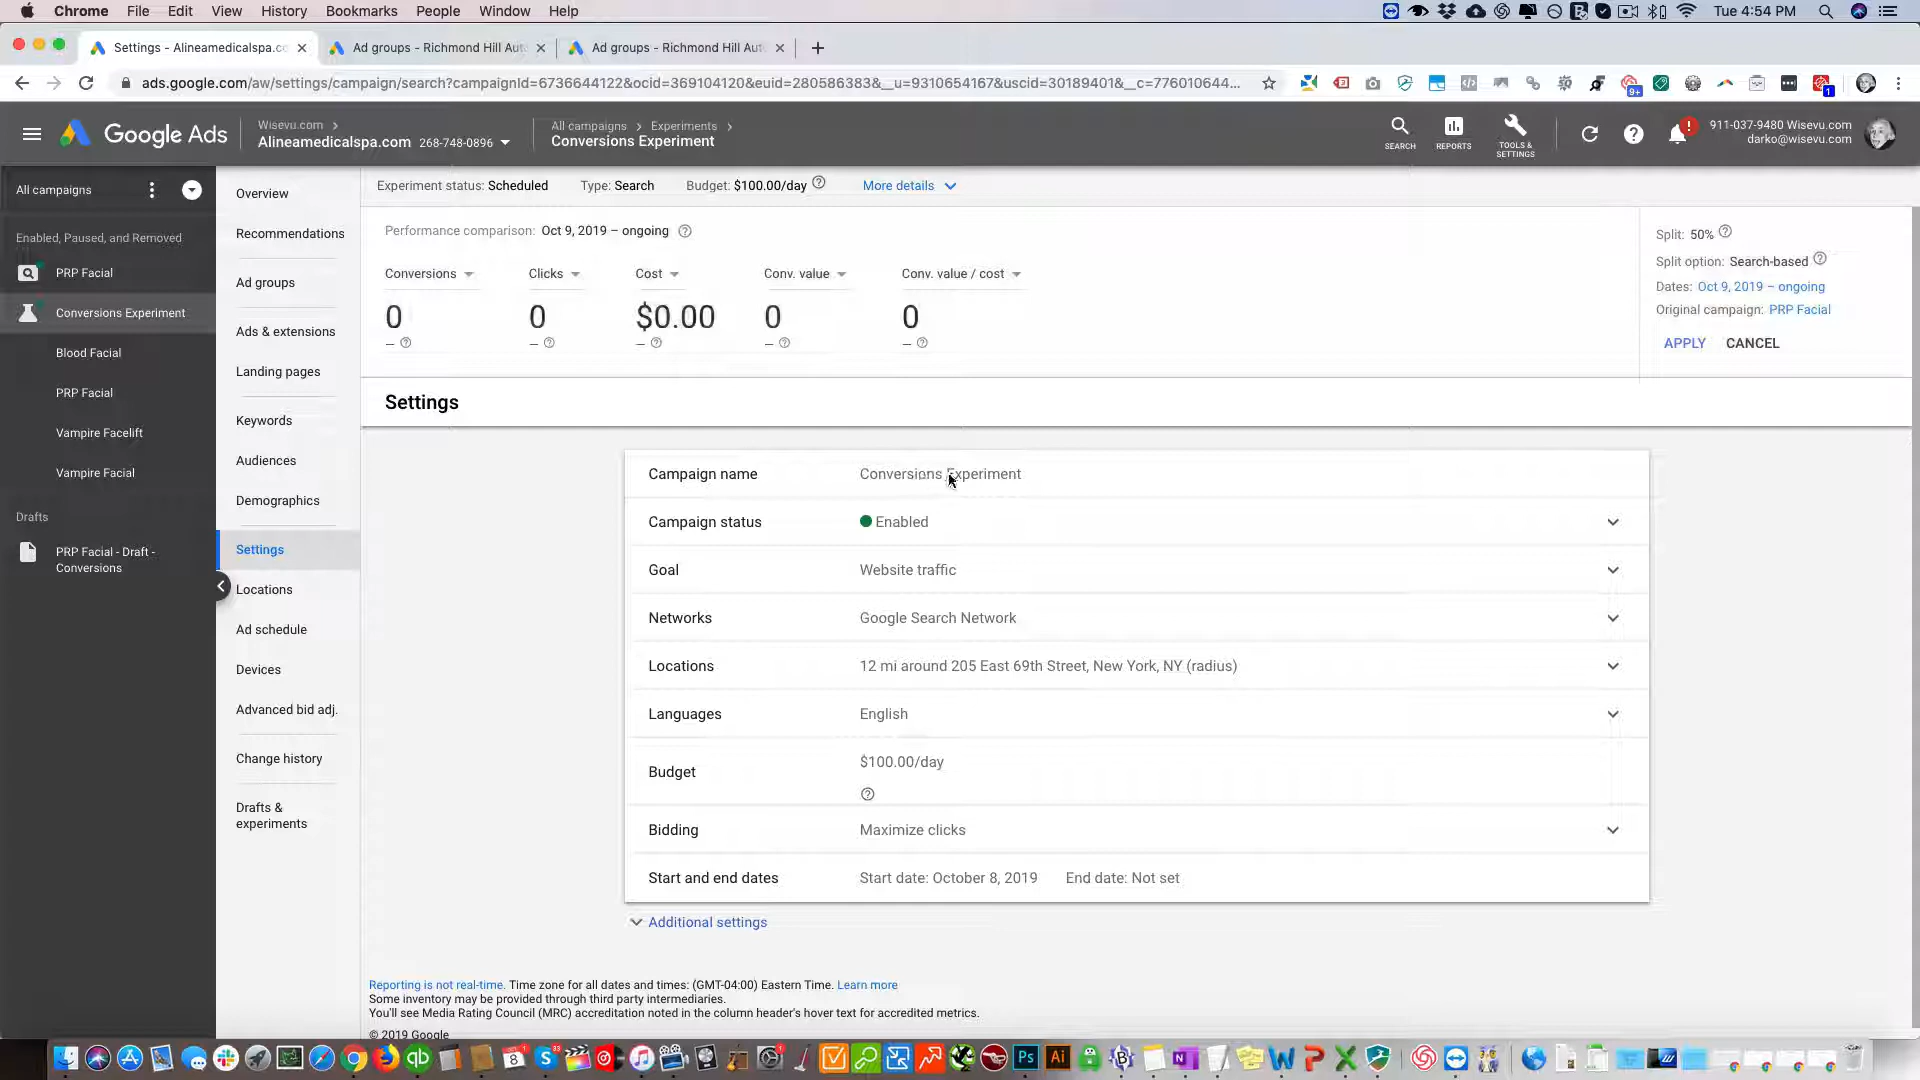 Chrome File Edit View History Bookmarks People Window Help Tue 4:54 PM
Settings - Alineamedicalspa.co Ad groups - Richmond Hill Aut Ad groups - Richmond Hill Aut
ads.google.com/aw/settings/campaign/search?campaignId=6736644122&ocid=369104120&euid=280586383&__u=9310654167&uscid=30189401&__c=776010644... 9+ 1
Google Ads
Wisevu.com
Alineamedicalspa.com 268-748-0896
All campaigns Experiments
Conversions Experiment
SEARCH
REPORTS
TOOLS &
SETTINGS
911-037-9480 Wisevu.com
darko@wisevu.com
All campaigns
Enabled, Paused, and Removed
PRP Facial
Conversions Experiment
Blood Facial
PRP Facial
Vampire Facelift
Vampire Facial
Drafts
PRP Facial - Draft -
Conversions
Overview
Recommendations
Ad groups
Ads & extensions
Landing pages
Keywords
Audiences
Demographics
Settings
Locations
Ad schedule
Devices
Advanced bid adj.
Change history
Drafts &
experiments
Experiment status: Scheduled Type: Search Budget: $100.00/day More details
Performance comparison: Oct 9, 2019 – ongoing
Conversions Clicks Cost Conv. value Conv. value / cost
0 0 $0.00 0 0
– – – – –
Split: 50%
Split option: Search-based
Dates: Oct 9, 2019 – ongoing
Original campaign: PRP Facial
APPLY CANCEL
Settings
Campaign name Conversions Experiment
Campaign status Enabled
Goal Website traffic
Networks Google Search Network
Locations 12 mi around 205 East 69th Street, New York, NY (radius)
Languages English
Budget $100.00/day
Bidding Maximize clicks
Start and end dates Start date: October 8, 2019 End date: Not set
Additional settings
Reporting is not real-time. Time zone for all dates and times: (GMT-04:00) Eastern Time. Learn more
Some inventory may be provided through third party intermediaries.
You'll see Media Rating Council (MRC) accreditation noted in the column header's hover text for accredited metrics.
© 2019 Google